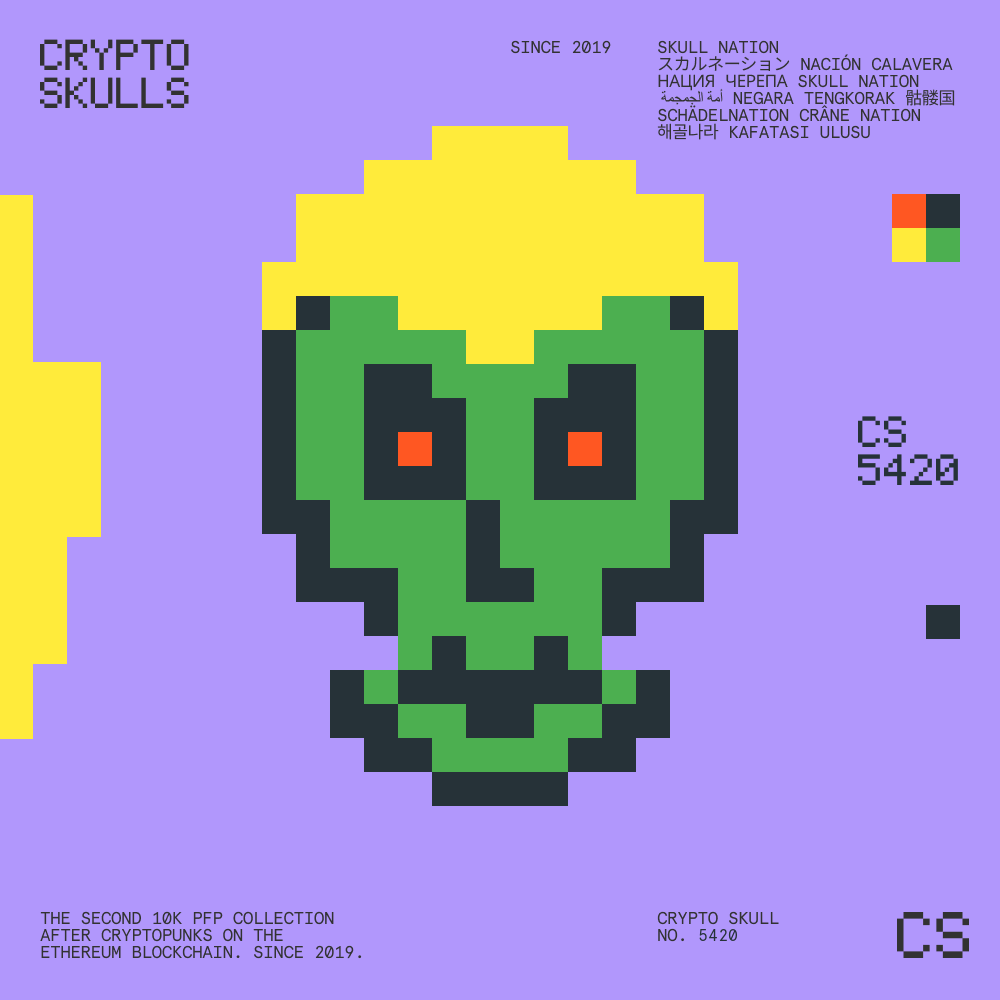 CRYPTO
SKULLS
SINCE 2019
SKULL NATION
スカルネーション NACIÓN CALAVERA
НАЦИЯ ЧЕРЕПА SKULL NATION
أمة الجمجمة NEGARA TENGKORAK 骷髅国
SCHÄDELNATION CRÂNE NATION
해골나라 KAFATASI ULUSU
CS
5420
THE SECOND 10K PFP COLLECTION
AFTER CRYPTOPUNKS ON THE
ETHEREUM BLOCKCHAIN. SINCE 2019.
CRYPTO SKULL
NO. 5420
CS